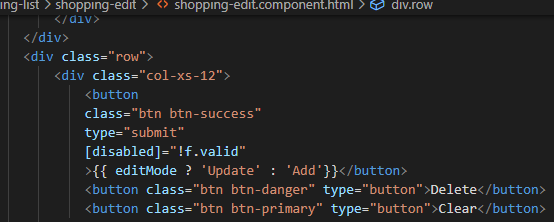 ing-list > shopping-edit > shopping-edit.component.html > div.row
</div>
</div>
<div class="row">
<div class="col-xs-12">
<button
class="btn btn-success"
type="submit"
[disabled]="!f.valid"
>{{ editMode ? 'Update' : 'Add'}}</button>
<button class="btn btn-danger" type="button">Delete</button>
<button class="btn btn-primary" type="button">Clear</button>